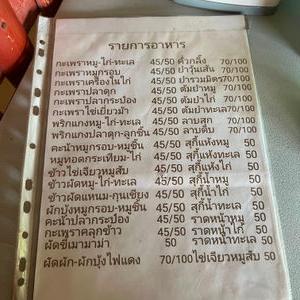 รายการอาหาร
กะเพราหมู-ไก่-ทะเล 45/50 คั่วกลิ้ง 70/100
กะเพราหมูกรอบ 45/50 ยำวุ้นเส้น 70/100
กะเพราเครื่องในไก่ 45/50 ยำรวมมิตร70/100
กะเพราปลาดุก 45/50 ต้มยำหมู 70/100
กะเพราปลากระป๋อง 45/50 ต้มยำไก่ 70/100
กะเพราไข่เยี่ยวม้า 45/50 ต้มยำทะเล70/100
พริกแกงหมู-ไก่-ทะเล 45/50 ลาบสุก 70/100
พริกแกงปลาดุก-ลูกชิ้น 45/50 ลาบดิบ 70/100
คะน้าหมูกรอบ-หมูชิ้น 45/50 สุกี้แห้งหมู 50
หมูทอดกระเทียม-ไก่ 45/50 สุกี้แห้งทะเล 50
ข้าวไข่เจียวหมูสับ 45/50 สุกี้แห้งไก่ 50
ข้าวผัดหมู-ไก่-ทะเล 45/50 สุกี้น้ำหมู 50
ข้าวผัดแหนม-กุนเชียง 45/50 สุกี้น้ำไก่ 50
ผักบุ้งหมูกรอบ-หมูชิ้น 45/50 สุกี้น้ำทะเล 50
คะน้าปลากระป๋อง 45/50 ราดหน้าหมู 50
กะเพราคลุกข้าว 45/50 ราดหน้าไก่ 50
ผัดขี้เมามาม่า 50 ราดหน้าทะเล 50
ผัดผัก-ผักบุ้งไฟแดง 70/100 ไข่เจียวหมูสับ 50